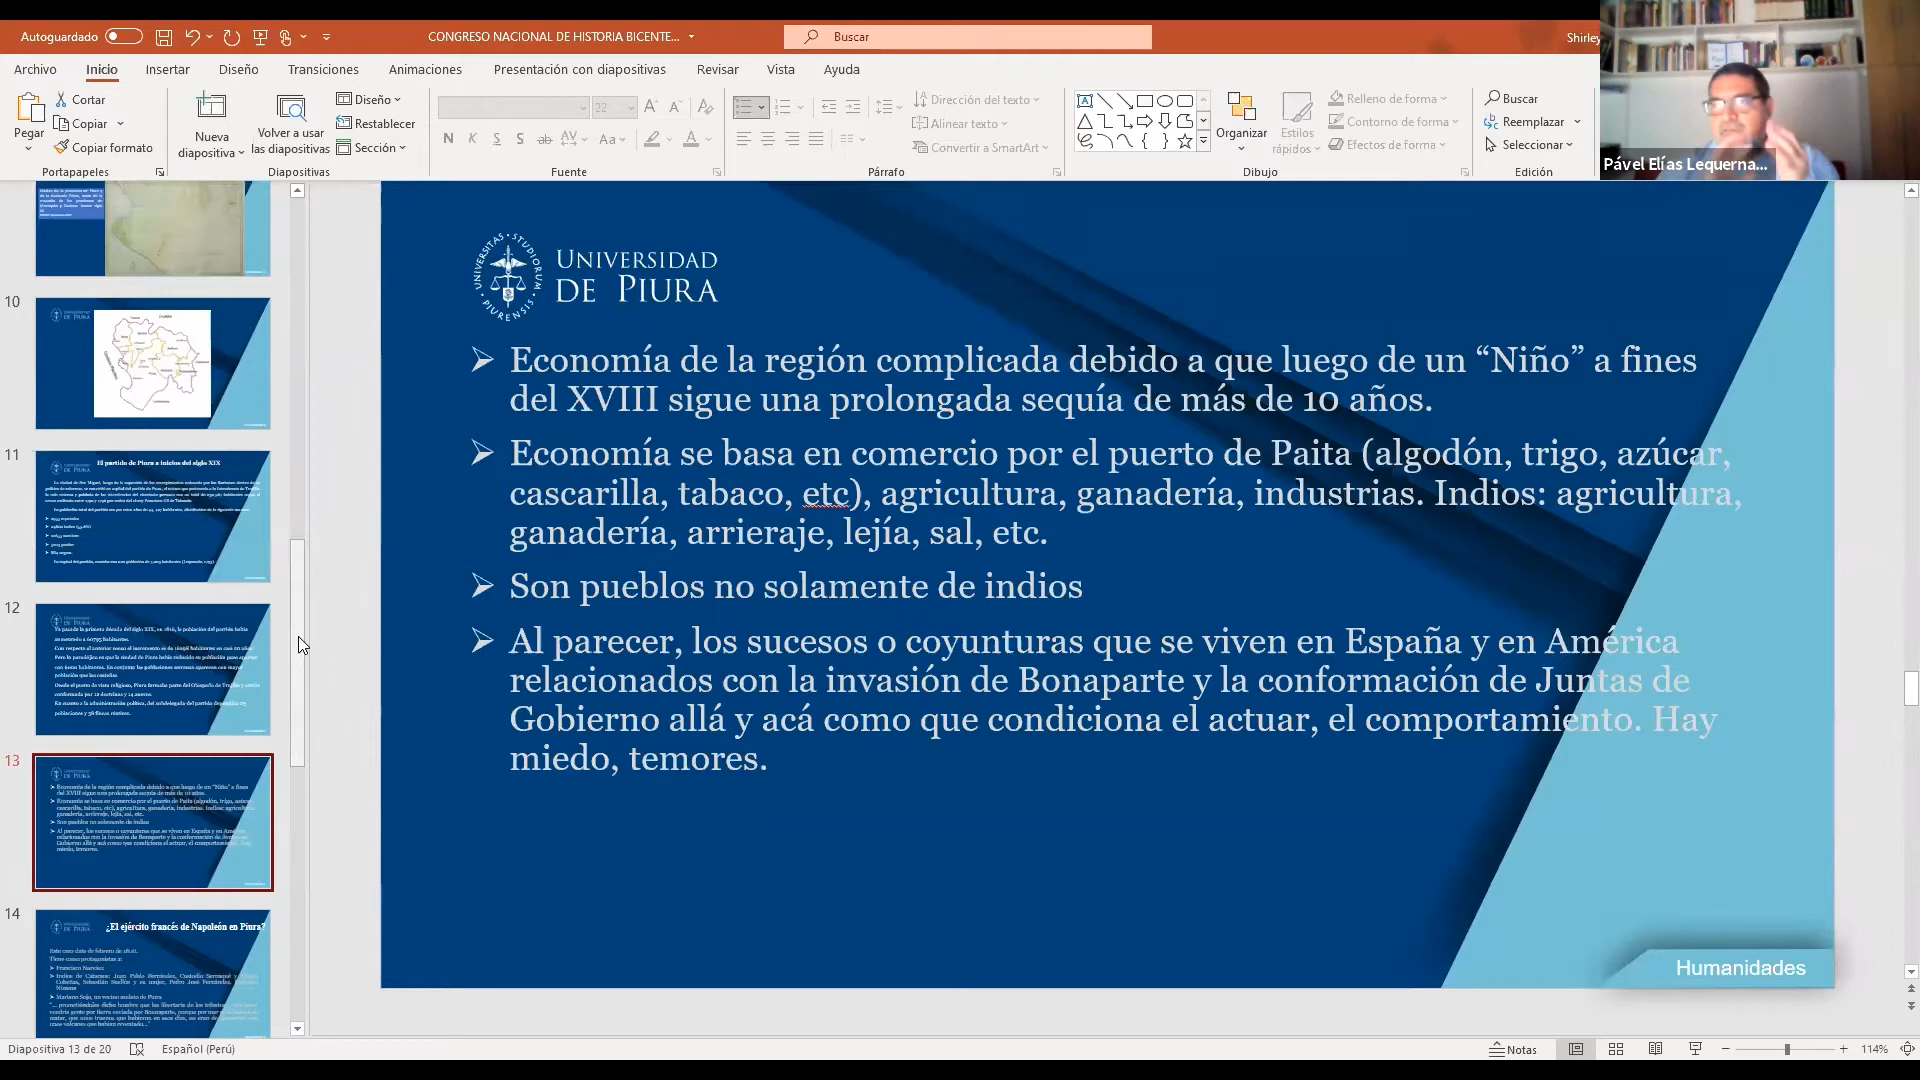 Autoguardado
CONGRESO NACIONAL DE HISTORIA BICENTE...
Buscar
Shirley
Archivo Inicio Insertar Diseño Transiciones Animaciones Presentación con diapositivas Revisar Vista Ayuda
Pegar
Cortar
Copiar
Copiar formato
Portapapeles
Nueva diapositiva
Volver a usar las diapositivas
Diseño
Restablecer
Sección
Diapositivas
22
N K S S ab AV Aa A
Fuente
Dirección del texto
Alinear texto
Convertir a SmartArt
Párrafo
Organizar
Estilos rápidos
Relleno de forma
Contorno de forma
Efectos de forma
Dibujo
Buscar
Reemplazar
Seleccionar
Edición
Pável Elías Lequerna...
10
11
El partido de Piura a inicios del siglo XIX
12
13
14
¿El ejército francés de Napoleón en Piura?
UNIVERSITAS • STUDIORUM • PIURENSIS •
UNIVERSIDAD
DE PIURA
Economía de la región complicada debido a que luego de un “Niño” a fines
del XVIII sigue una prolongada sequía de más de 10 años.
Economía se basa en comercio por el puerto de Paita (algodón, trigo, azúcar,
cascarilla, tabaco, etc), agricultura, ganadería, industrias. Indios: agricultura,
ganadería, arrieraje, lejía, sal, etc.
Son pueblos no solamente de indios
Al parecer, los sucesos o coyunturas que se viven en España y en América
relacionados con la invasión de Bonaparte y la conformación de Juntas de
Gobierno allá y acá como que condiciona el actuar, el comportamiento. Hay
miedo, temores.
Humanidades
Diapositiva 13 de 20
Español (Perú)
Notas
114%